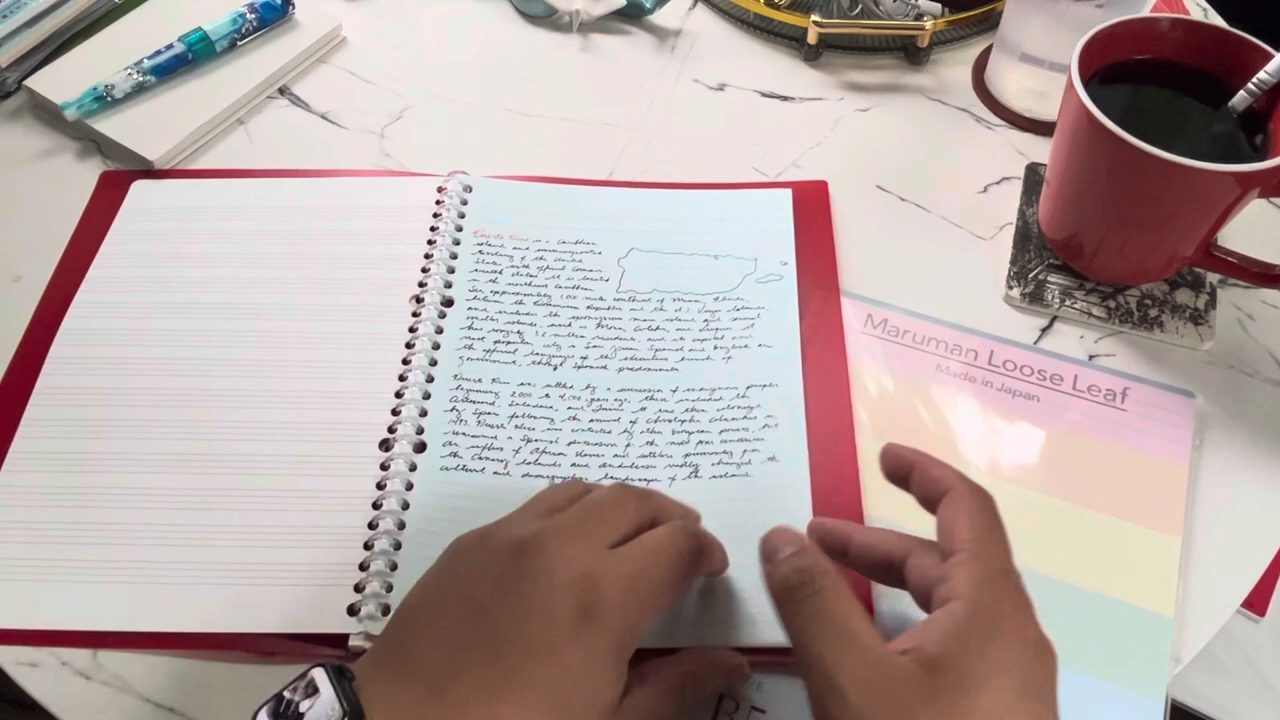 Puerto Rico is a Caribbean
island and unincorporated
territory of the United
States with official Common-
wealth status. It is located
in the northeast Caribbean
Sea, approximately 1,000 miles southeast of Miami, Florida,
between the Dominican Republic and the U.S. Virgin Islands
and includes the eponymous main island and several
smaller islands, such as Mona, Culebra, and Vieques. It
has roughly 3.2 million residents, and its capital and
most populous city is San Juan. Spanish and English are
the official languages of the executive branch of
government, though Spanish predominates.
Puerto Rico was settled by a succession of indigenous peoples
beginning 2,000 to 4,000 years ago; these included the
Ortoiroid, Saladoid, and Taíno. It was then colonized
by Spain following the arrival of Christopher Columbus in
1493. Puerto Rico was contested by other European powers, but
remained a Spanish possession for the next four centuries.
An influx of African slaves and settlers primarily from
the Canary Islands and Andalusia vastly changed the
cultural and demographic landscape of the island.
Maruman Loose Leaf
Made in Japan